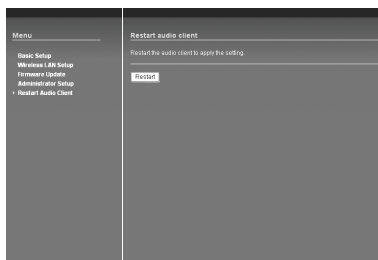 Menu
Basic Setup
Wireless LAN Setup
Firmware Update
Administrator Setup
Restart Audio Client
Restart audio client
Restart the audio client to apply the setting.
Restart